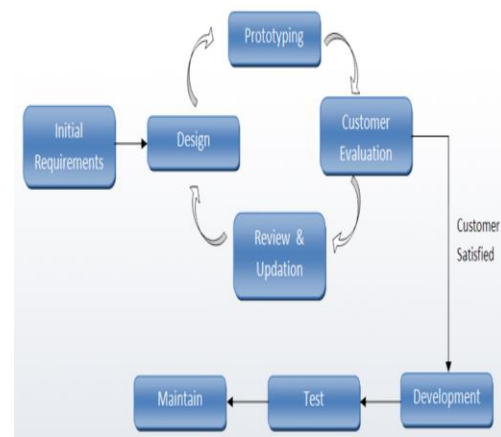 Prototyping
Initial
Requirements
Design
Customer
Evaluation
Review &
Updation
Customer
Satisfied
Maintain
Test
Development